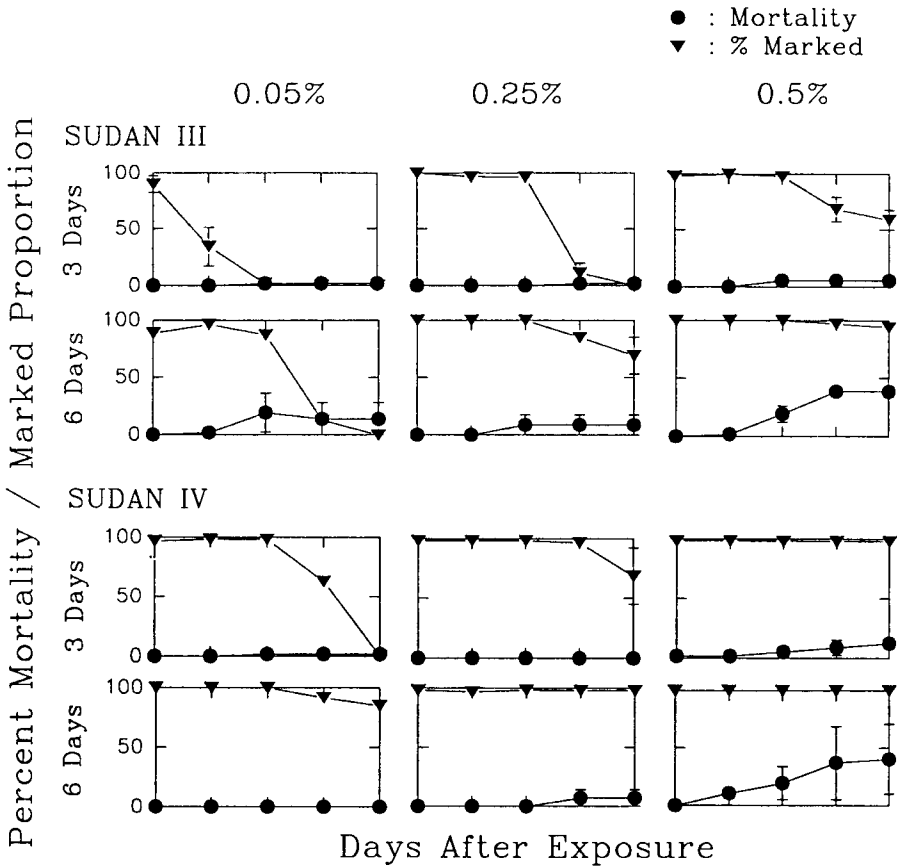 ● : Mortality
▼ : % Marked
0.05% 0.25% 0.5%
Percent Mortality / Marked Proportion
SUDAN III
3 Days
100
50
0
6 Days
100
50
0
SUDAN IV
3 Days
100
50
0
6 Days
100
50
0
Days After Exposure